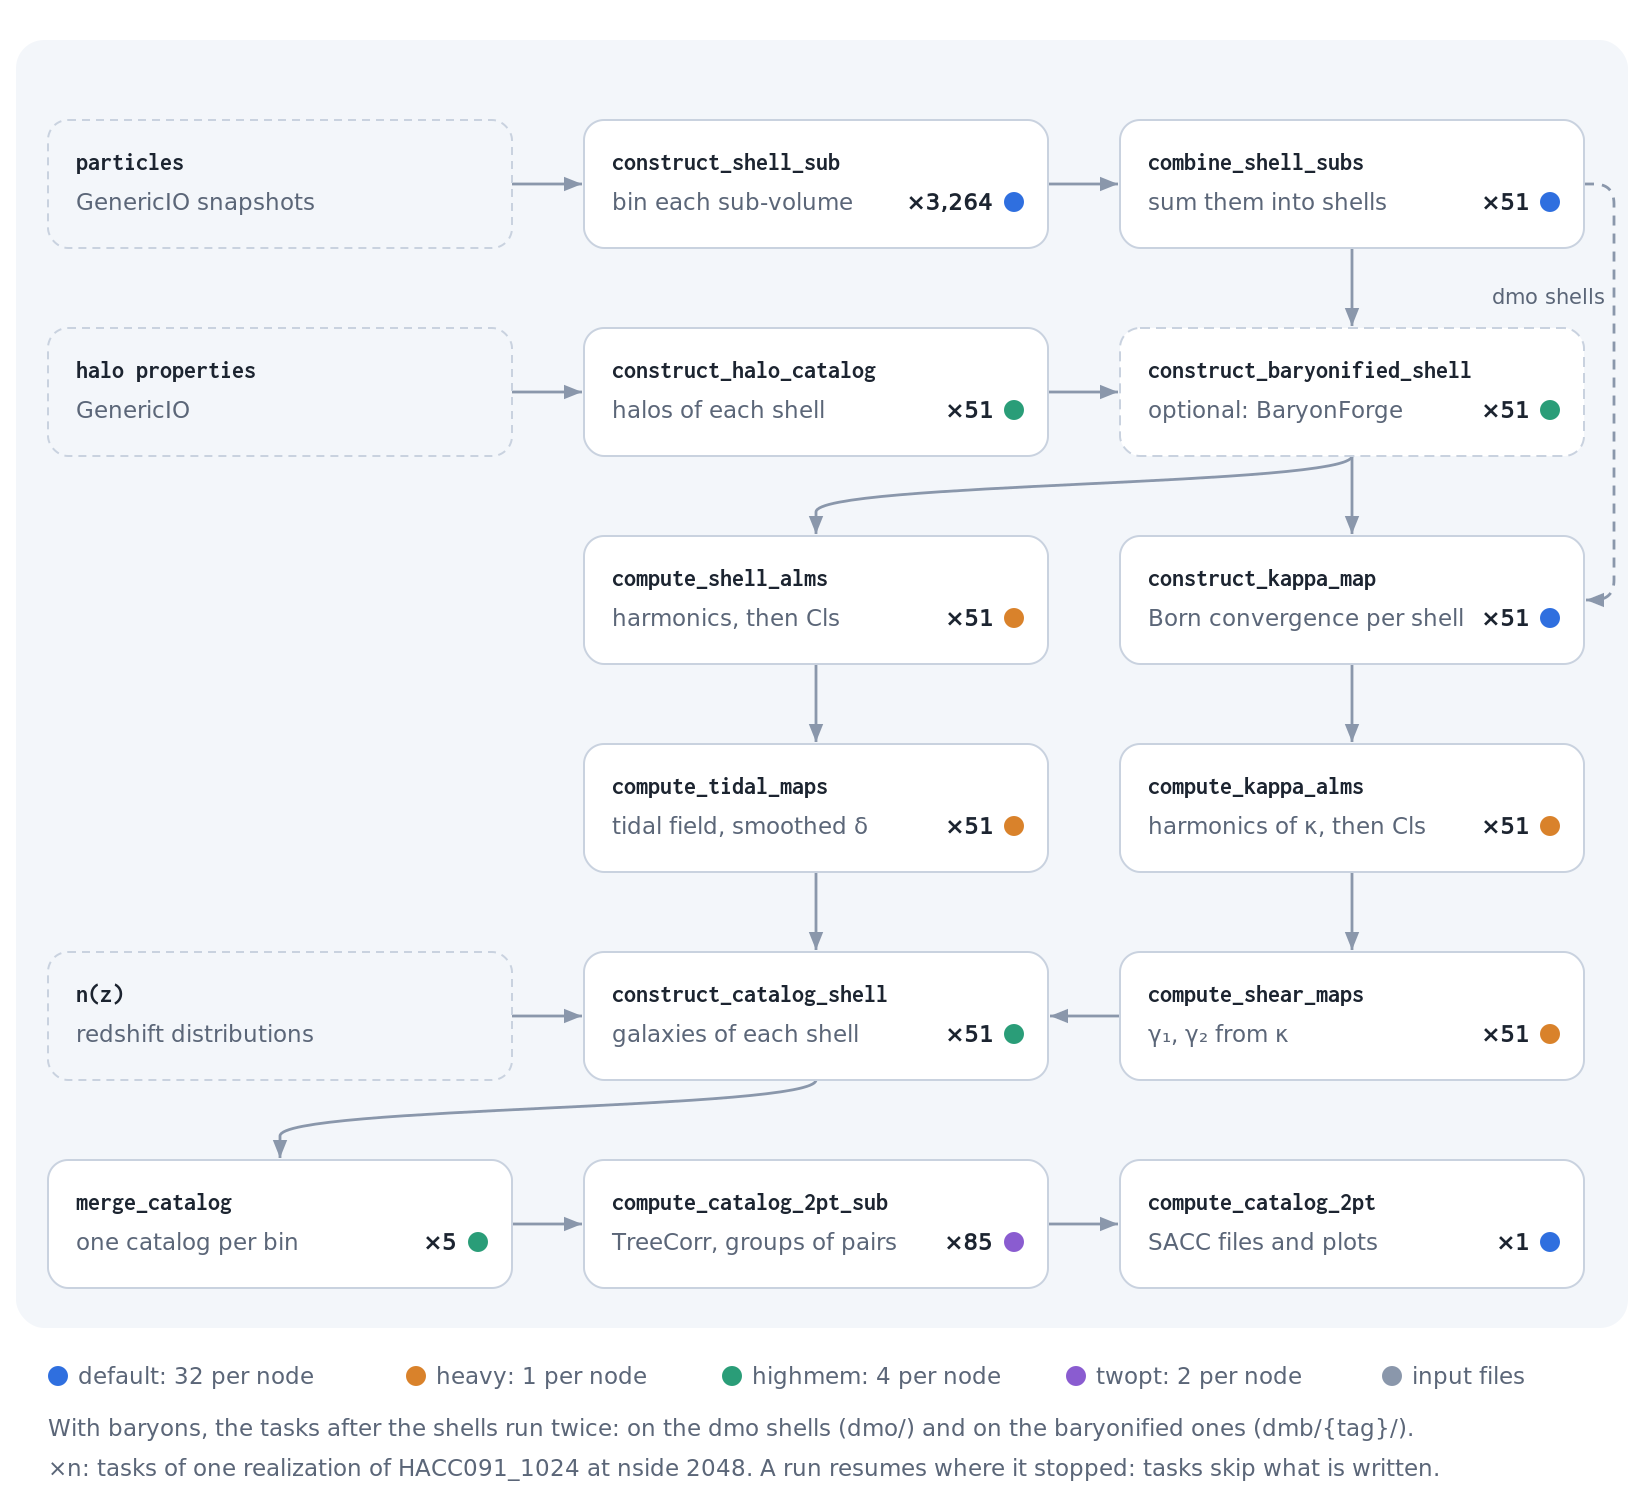 particles
GenericIO snapshots
construct_shell_sub
bin each sub-volume ×3,264
combine_shell_subs
sum them into shells ×51
dmo shells
halo properties
GenericIO
construct_halo_catalog
halos of each shell ×51
construct_baryonified_shell
optional: BaryonForge ×51
compute_shell_alms
harmonics, then Cls ×51
construct_kappa_map
Born convergence per shell ×51
compute_tidal_maps
tidal field, smoothed δ ×51
compute_kappa_alms
harmonics of κ, then Cls ×51
n(z)
redshift distributions
construct_catalog_shell
galaxies of each shell ×51
compute_shear_maps
γ₁, γ₂ from κ ×51
merge_catalog
one catalog per bin ×5
compute_catalog_2pt_sub
TreeCorr, groups of pairs ×85
compute_catalog_2pt
SACC files and plots ×1
default: 32 per node heavy: 1 per node highmem: 4 per node twopt: 2 per node input files
With baryons, the tasks after the shells run twice: on the dmo shells (dmo/) and on the baryonified ones (dmb/{tag}/).
×n: tasks of one realization of HACC091_1024 at nside 2048. A run resumes where it stopped: tasks skip what is written.